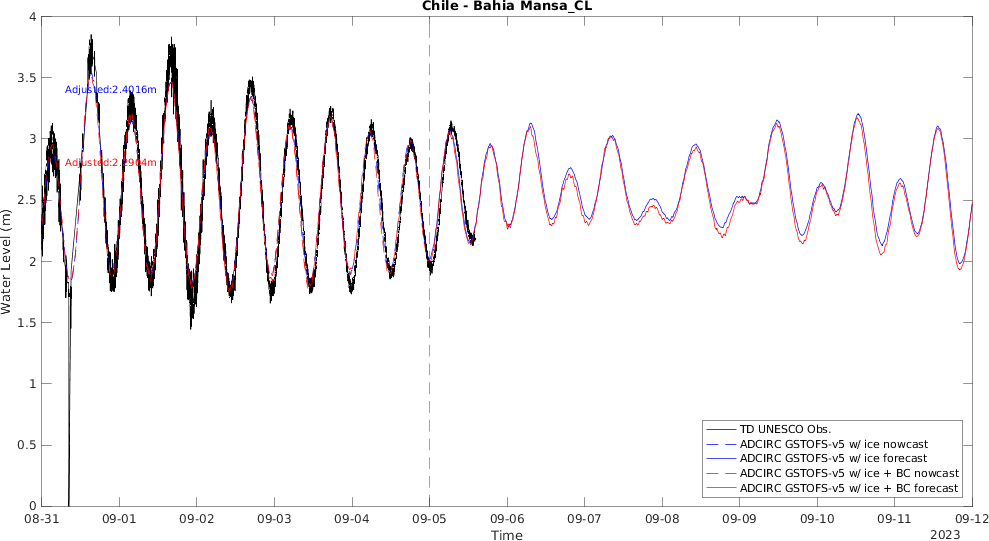 Chile - Bahia Mansa_CL
4
3.5
3
2.5
2
1.5
1
0.5
0
Water Level (m)
Adjusted:2.4016m
TD UNESCO Obs.
ADCIRC GSTOFS-v5 w/ ice nowcast
ADCIRC GSTOFS-v5 w/ ice forecast
ADCIRC GSTOFS-v5 w/ ice + BC nowcast
ADCIRC GSTOFS-v5 w/ ice + BC forecast
08-31 09-01 09-02 09-03 09-04 09-05 09-06 09-07 09-08 09-09 09-10 09-11 09-12
Time
2023